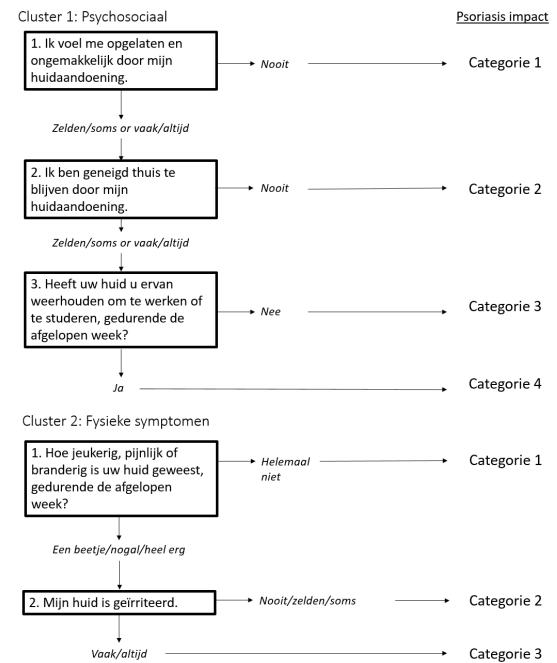 Cluster 1: Psychosociaal
Psoriasis impact
1. Ik voel me opgelaten en
ongemakkelijk door mijn
huidaandoening.
Nooit
Categorie 1
Zelden/soms or vaak/altijd
2. Ik ben geneigd thuis te
blijven door mijn
huidaandoening.
Nooit
Categorie 2
Zelden/soms or vaak/altijd
3. Heeft uw huid u ervan
weerhouden om te werken of
te studeren, gedurende de
afgelopen week?
Nee
Categorie 3
Ja
Categorie 4
Cluster 2: Fysieke symptomen
1. Hoe jeukerig, pijnlijk of
branderig is uw huid geweest,
gedurende de afgelopen
week?
Helemaal
niet
Categorie 1
Een beetje/nogal/heel erg
2. Mijn huid is geïrriteerd.
Nooit/zelden/soms
Categorie 2
Vaak/altijd
Categorie 3